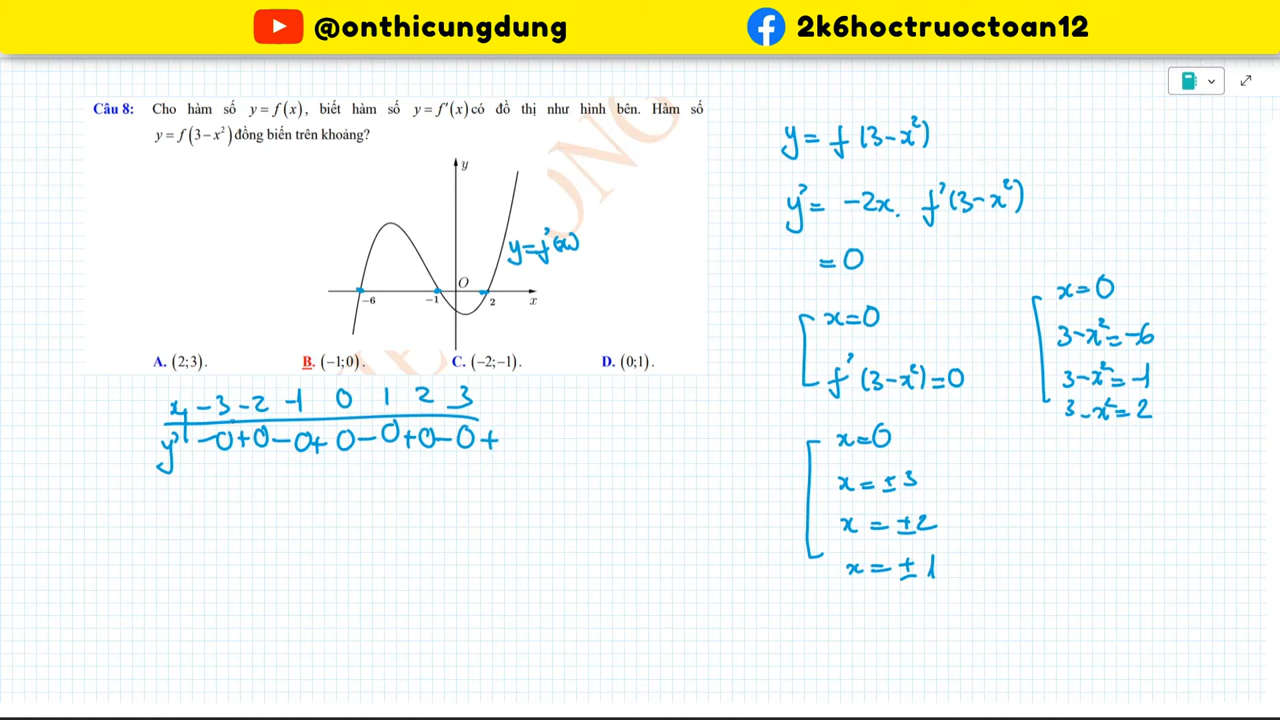 @onthicungdung
2k6hoctruoctoan12
Câu 8: Cho hàm số y = f(x), biết hàm số y = f'(x) có đồ thị như hình bên. Hàm số
y = f(3 − x²) đồng biến trên khoảng?
y
y = f'(x)
O
−6
−1
2
x
A. (2;3).
B. (−1;0).
C. (−2;−1).
D. (0;1).
x −3 −2 −1 0 1 2 3
y' − 0 + 0 − 0 + 0 − 0 + 0 − 0 +
y = f(3 − x²)
y' = −2x. f'(3 − x²)
= 0
x = 0
f'(3 − x²) = 0
x = 0
x = ±3
x = ±2
x = ±1
x = 0
3 − x² = −6
3 − x² = −1
3 − x² = 2